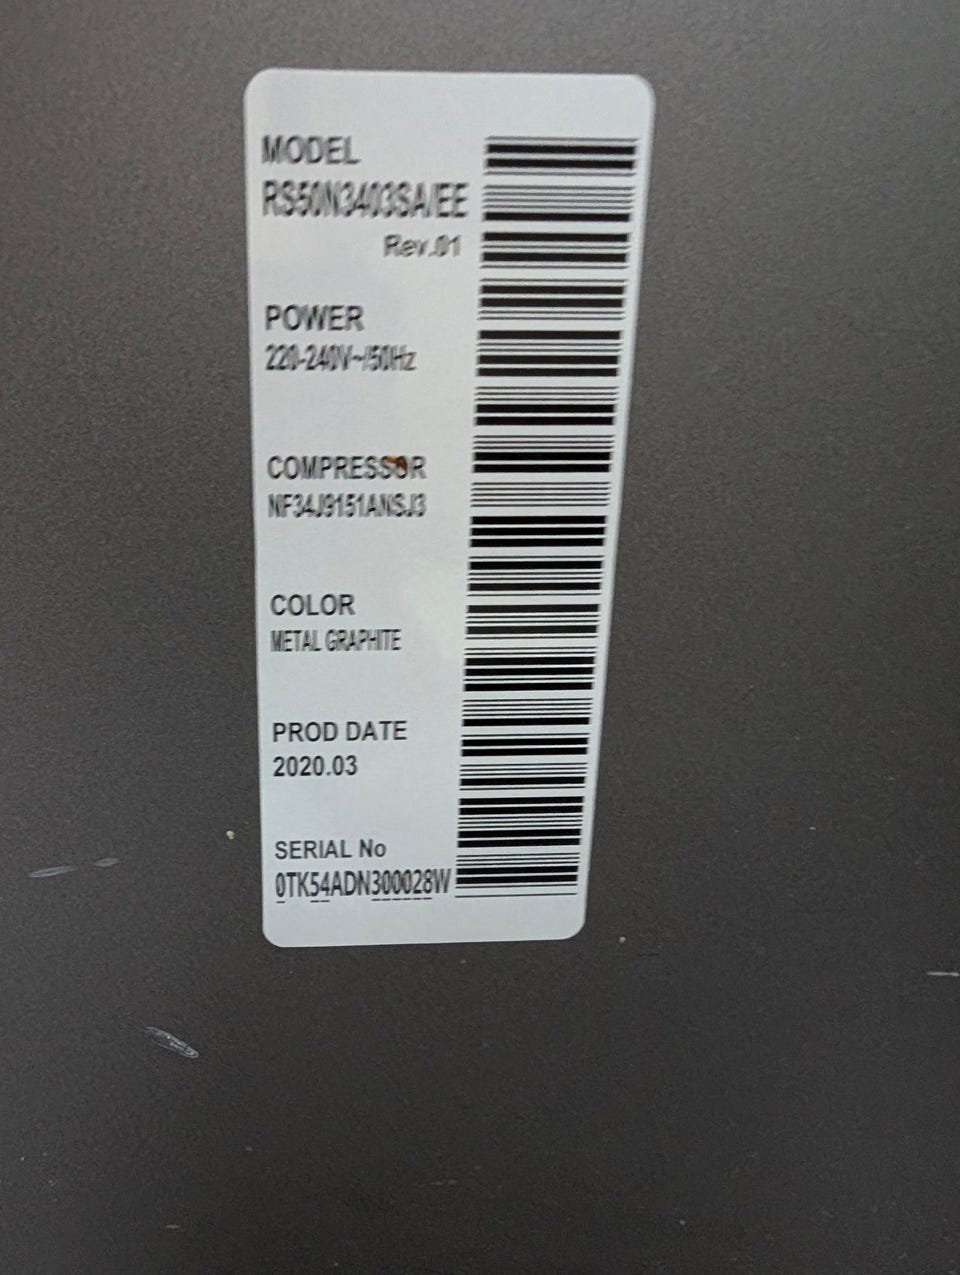 MODEL
RS50N3403SA/EE
Rev.01
POWER
220-240V~/50Hz
COMPRESSOR
NF34J9151ANSJ3
COLOR
METAL GRAPHITE
PROD DATE
2020.03
SERIAL No
0TK54ADN300028W